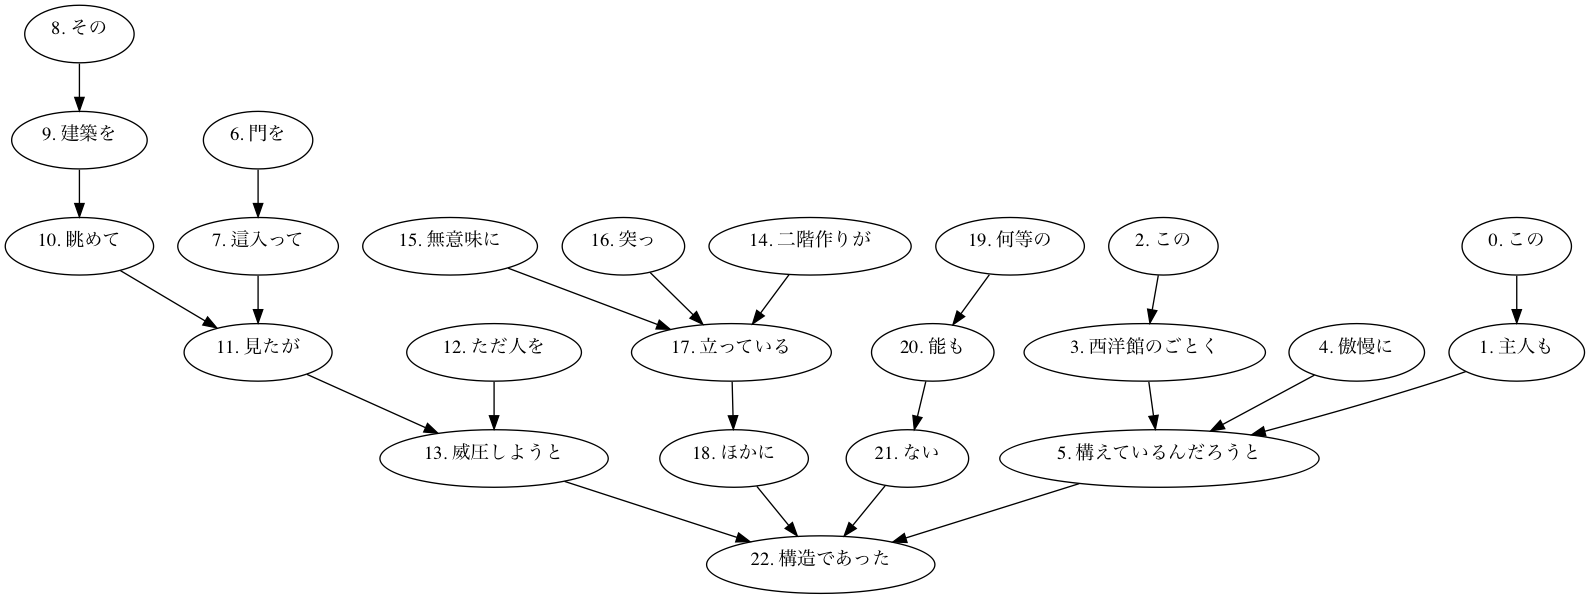 8. その
9. 建築を
6. 門を
10. 眺めて
7. 這入って
15. 無意味に
16. 突っ
14. 二階作りが
19. 何等の
2. この
0. この
11. 見たが
12. ただ人を
17. 立っている
20. 能も
3. 西洋館のごとく
4. 傲慢に
1. 主人も
13. 威圧しようと
18. ほかに
21. ない
5. 構えているんだろうと
22. 構造であった